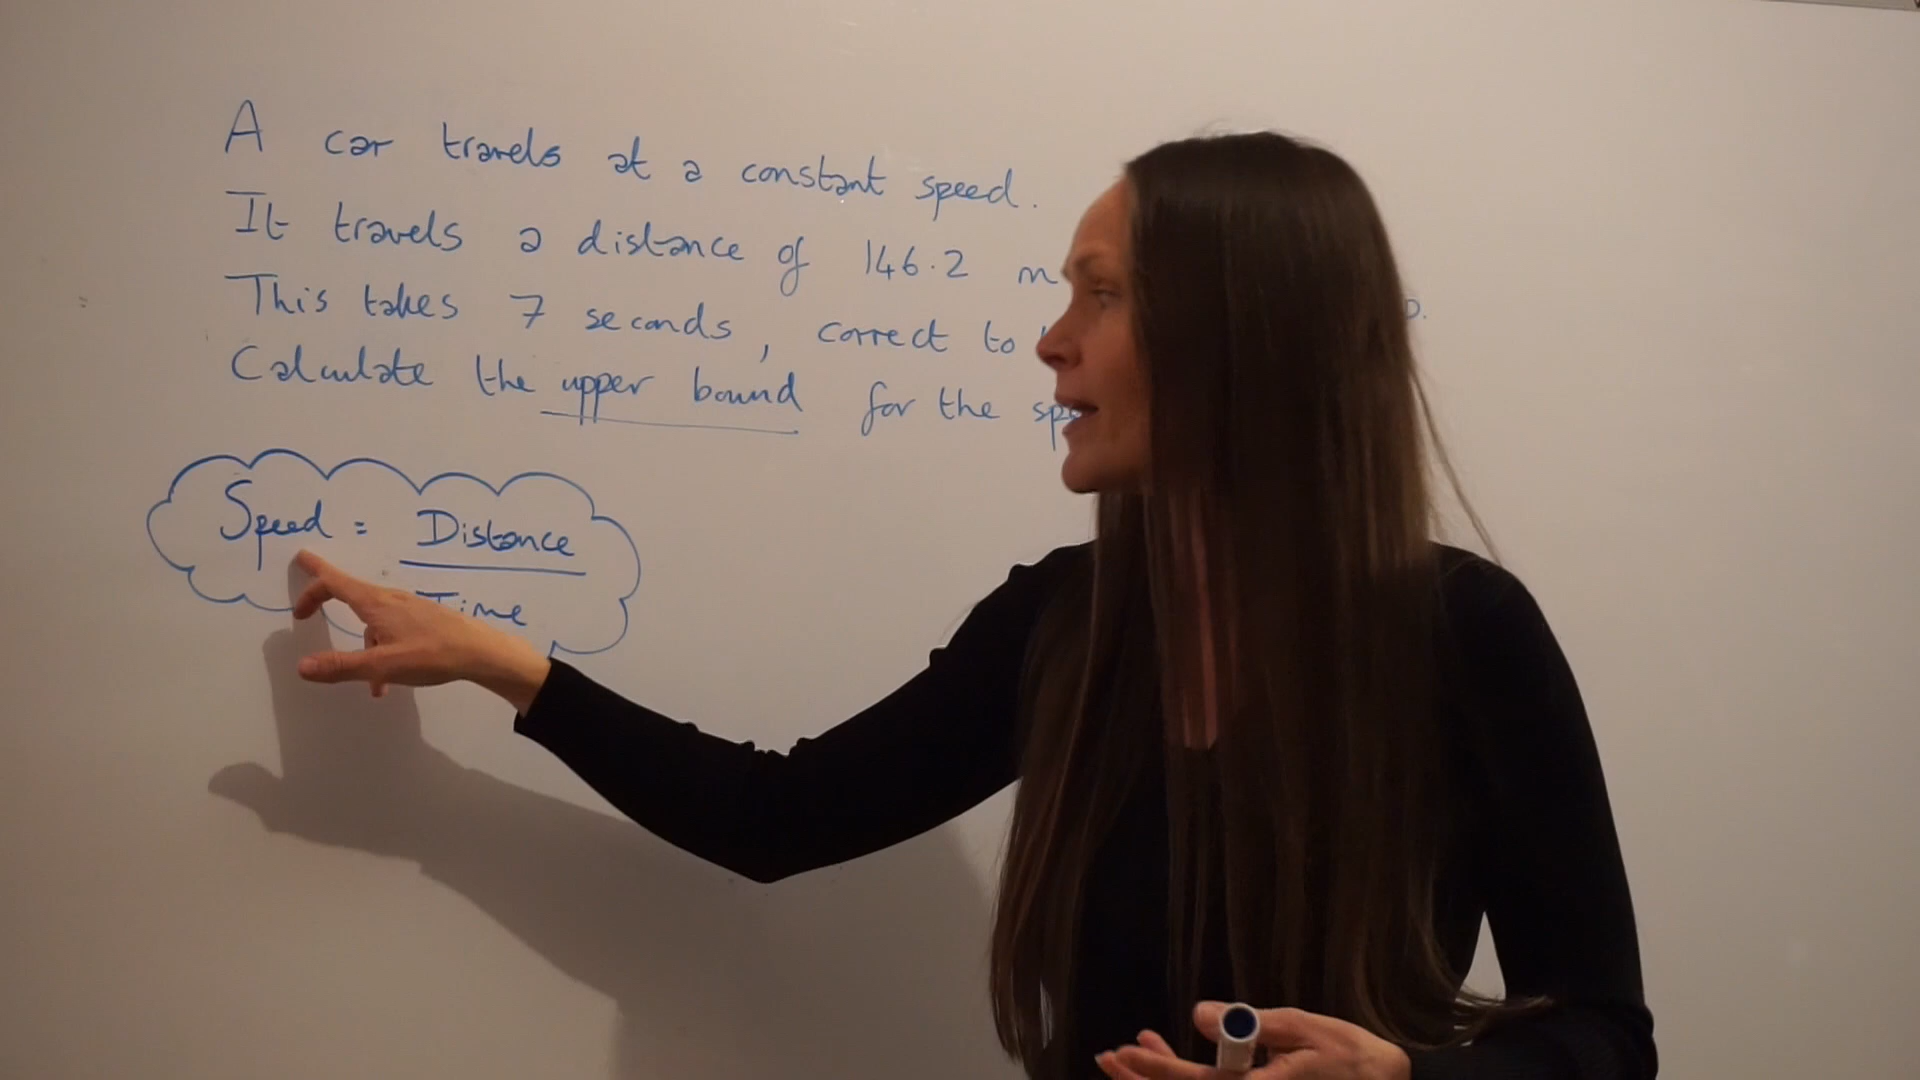 A car travels at a constant speed.
It travels a distance of 146.2 m
This takes 7 seconds, correct to
Calculate the upper bound for the
Speed = Distance
Time